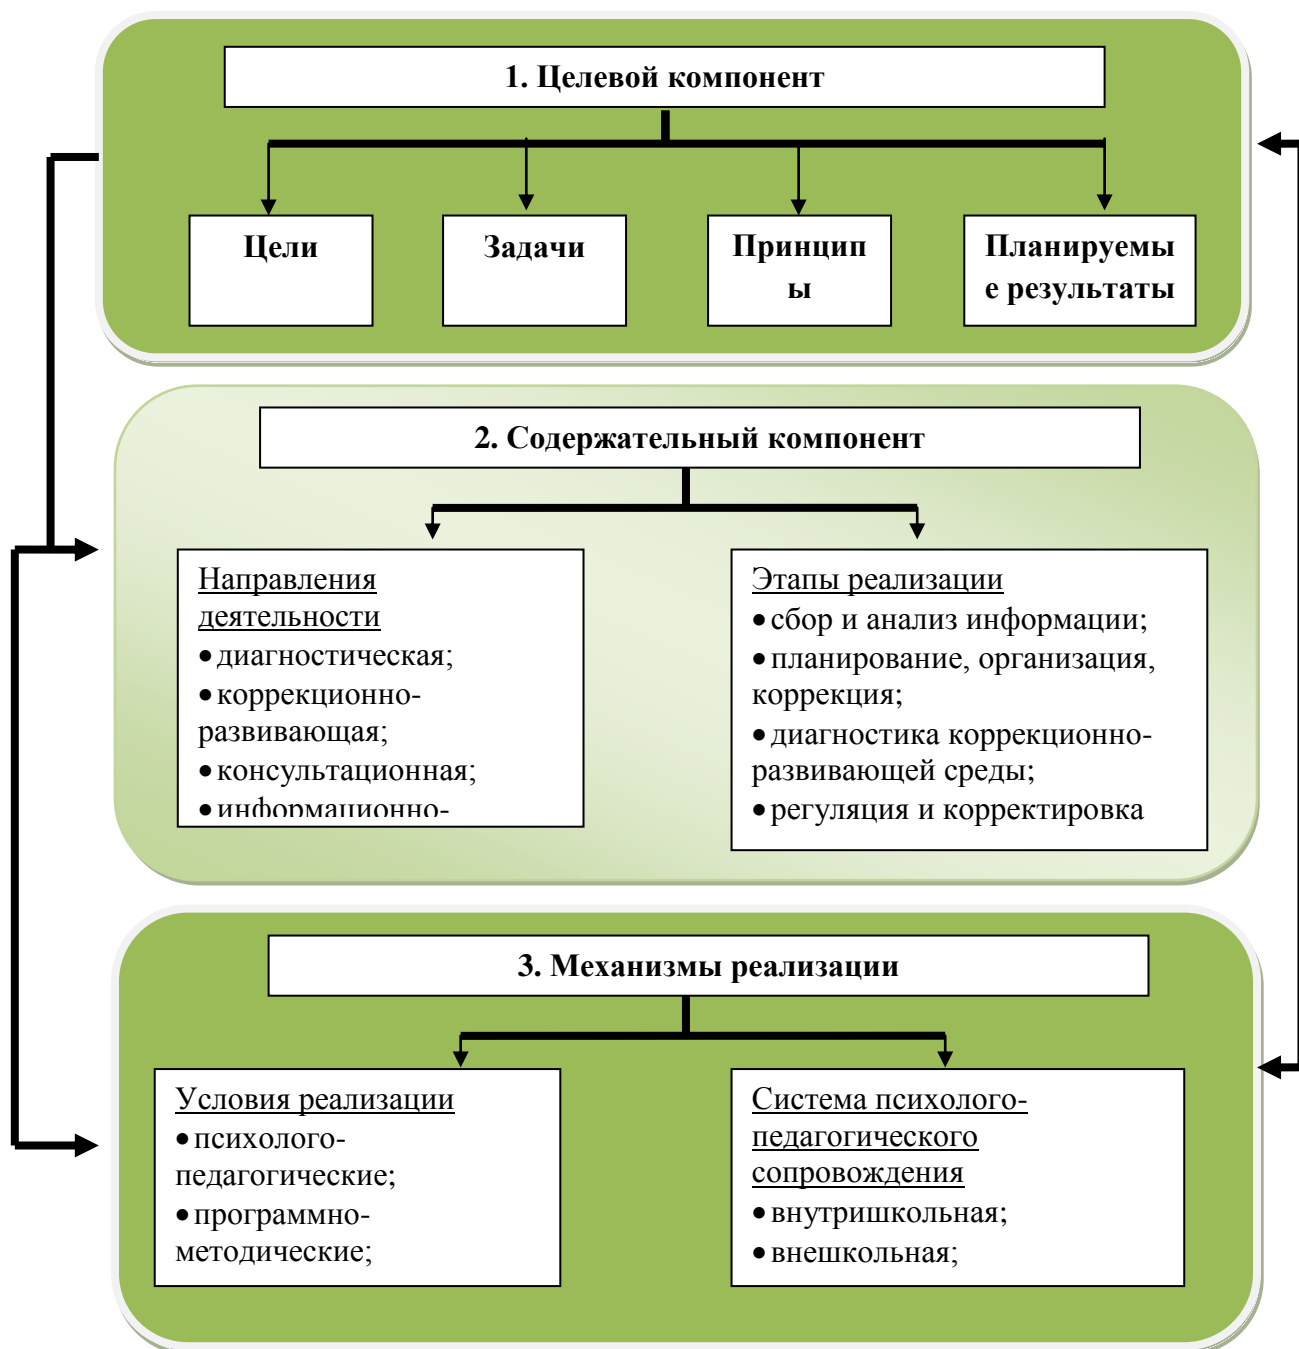 1. Целевой компонент
Цели
Задачи
Принцип
ы
Планируемы
е результаты
2. Содержательный компонент
Направления
деятельности
• диагностическая;
• коррекционно-
развивающая;
• консультационная;
• информационно-
Этапы реализации
• сбор и анализ информации;
• планирование, организация,
коррекция;
• диагностика коррекционно-
развивающей среды;
• регуляция и корректировка
3. Механизмы реализации
Условия реализации
• психолого-
педагогические;
• программно-
методические;
Система психолого-
педагогического
сопровождения
• внутришкольная;
• внешкольная;